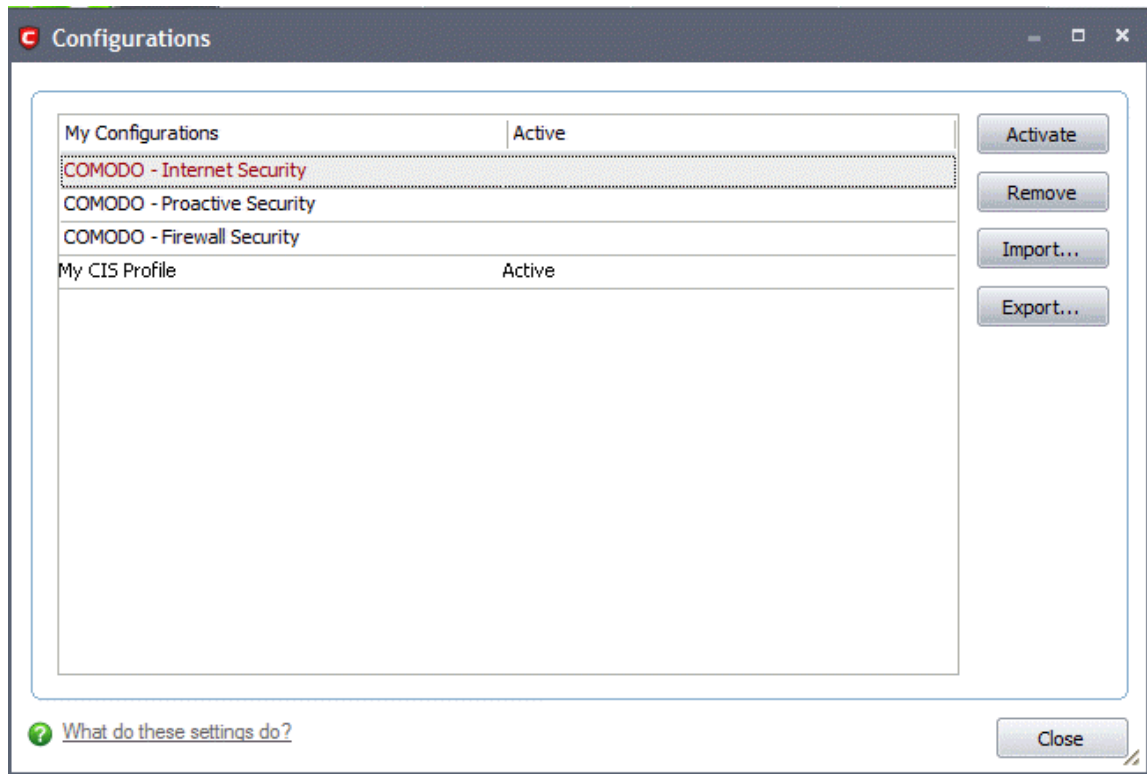 Configurations
My Configurations Active
Activate
COMODO - Internet Security
COMODO - Proactive Security
Remove
COMODO - Firewall Security
Import...
My CIS Profile Active
Export...
What do these settings do?
Close